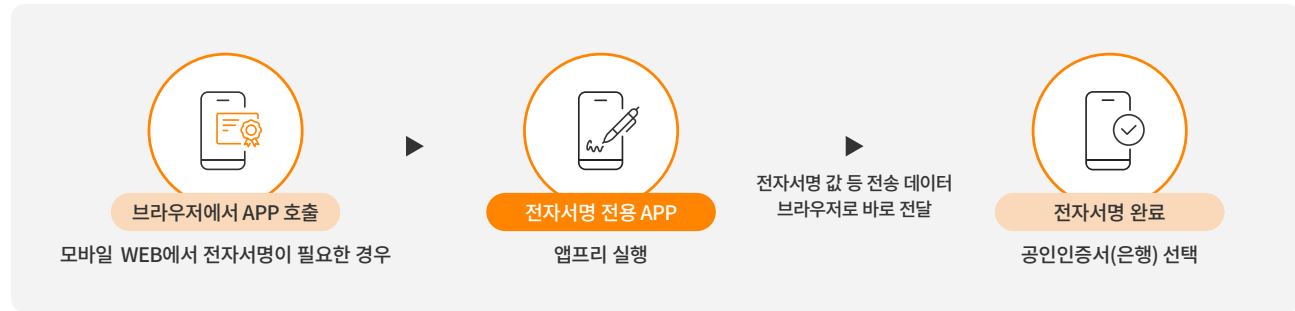 브라우저에서 APP 호출
모바일 WEB에서 전자서명이 필요한 경우
전자서명 전용 APP
앱프리 실행
전자서명 값 등 전송 데이터
브라우저로 바로 전달
전자서명 완료
공인인증서(은행) 선택